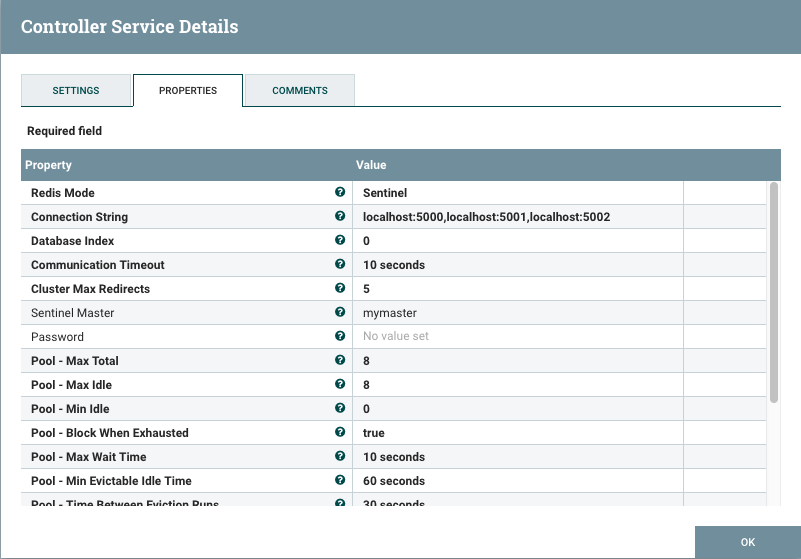 Controller Service Details
SETTINGS PROPERTIES COMMENTS
Required field
Property Value
Redis Mode ? Sentinel
Connection String ? localhost:5000,localhost:5001,localhost:5002
Database Index ? 0
Communication Timeout ? 10 seconds
Cluster Max Redirects ? 5
Sentinel Master ? mymaster
Password ? No value set
Pool - Max Total ? 8
Pool - Max Idle ? 8
Pool - Min Idle ? 0
Pool - Block When Exhausted ? true
Pool - Max Wait Time ? 10 seconds
Pool - Min Evictable Idle Time ? 60 seconds
Pool - Time Between Eviction Runs ? 30 seconds
OK